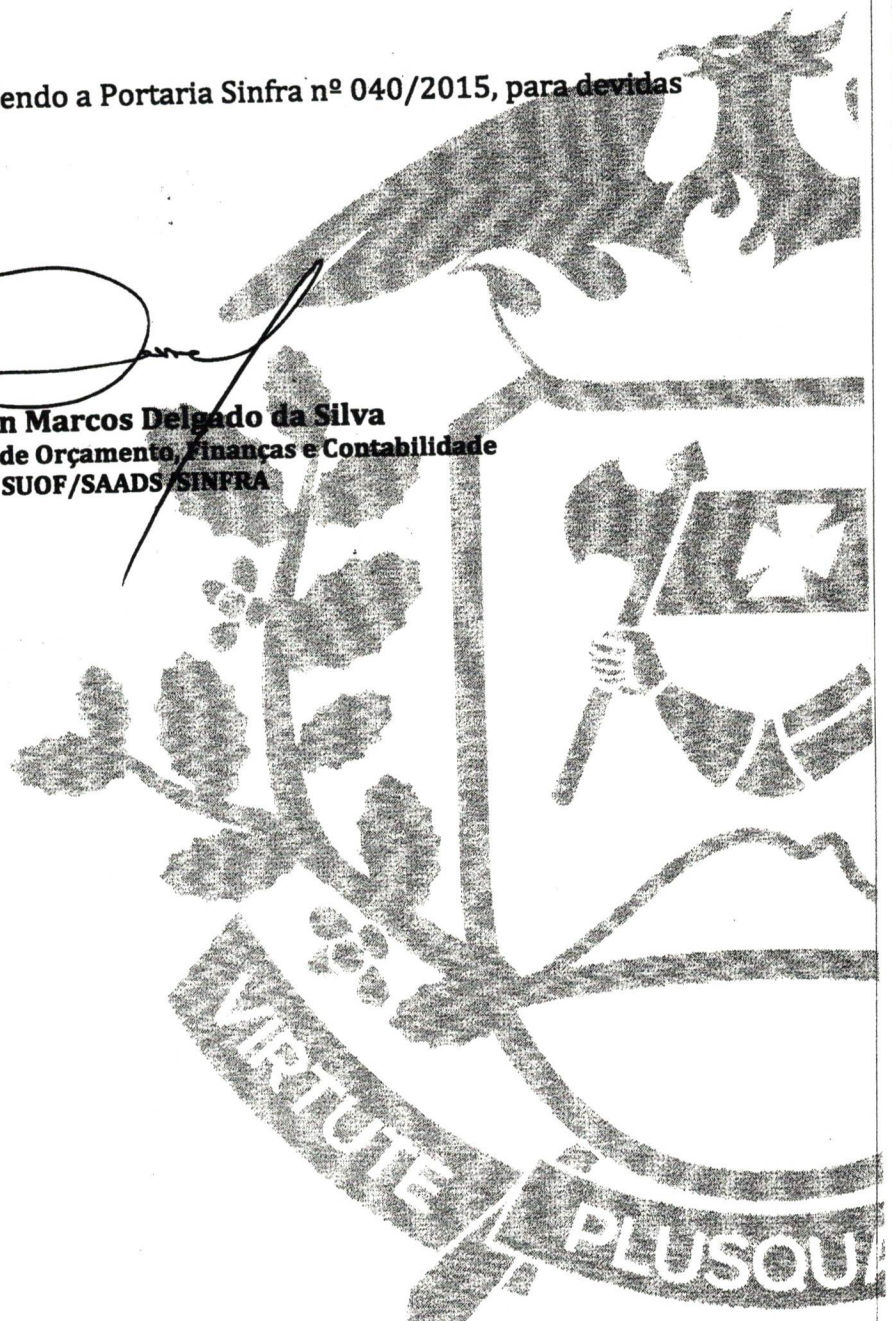 endo a Portaria Sinfra nº 040/2015, para devidas
n Marcos Delgado da Silva
de Orçamento, Finanças e Contabilidade
SUOF/SAADS/SINFRA
VIRTUTE
PLUSQU